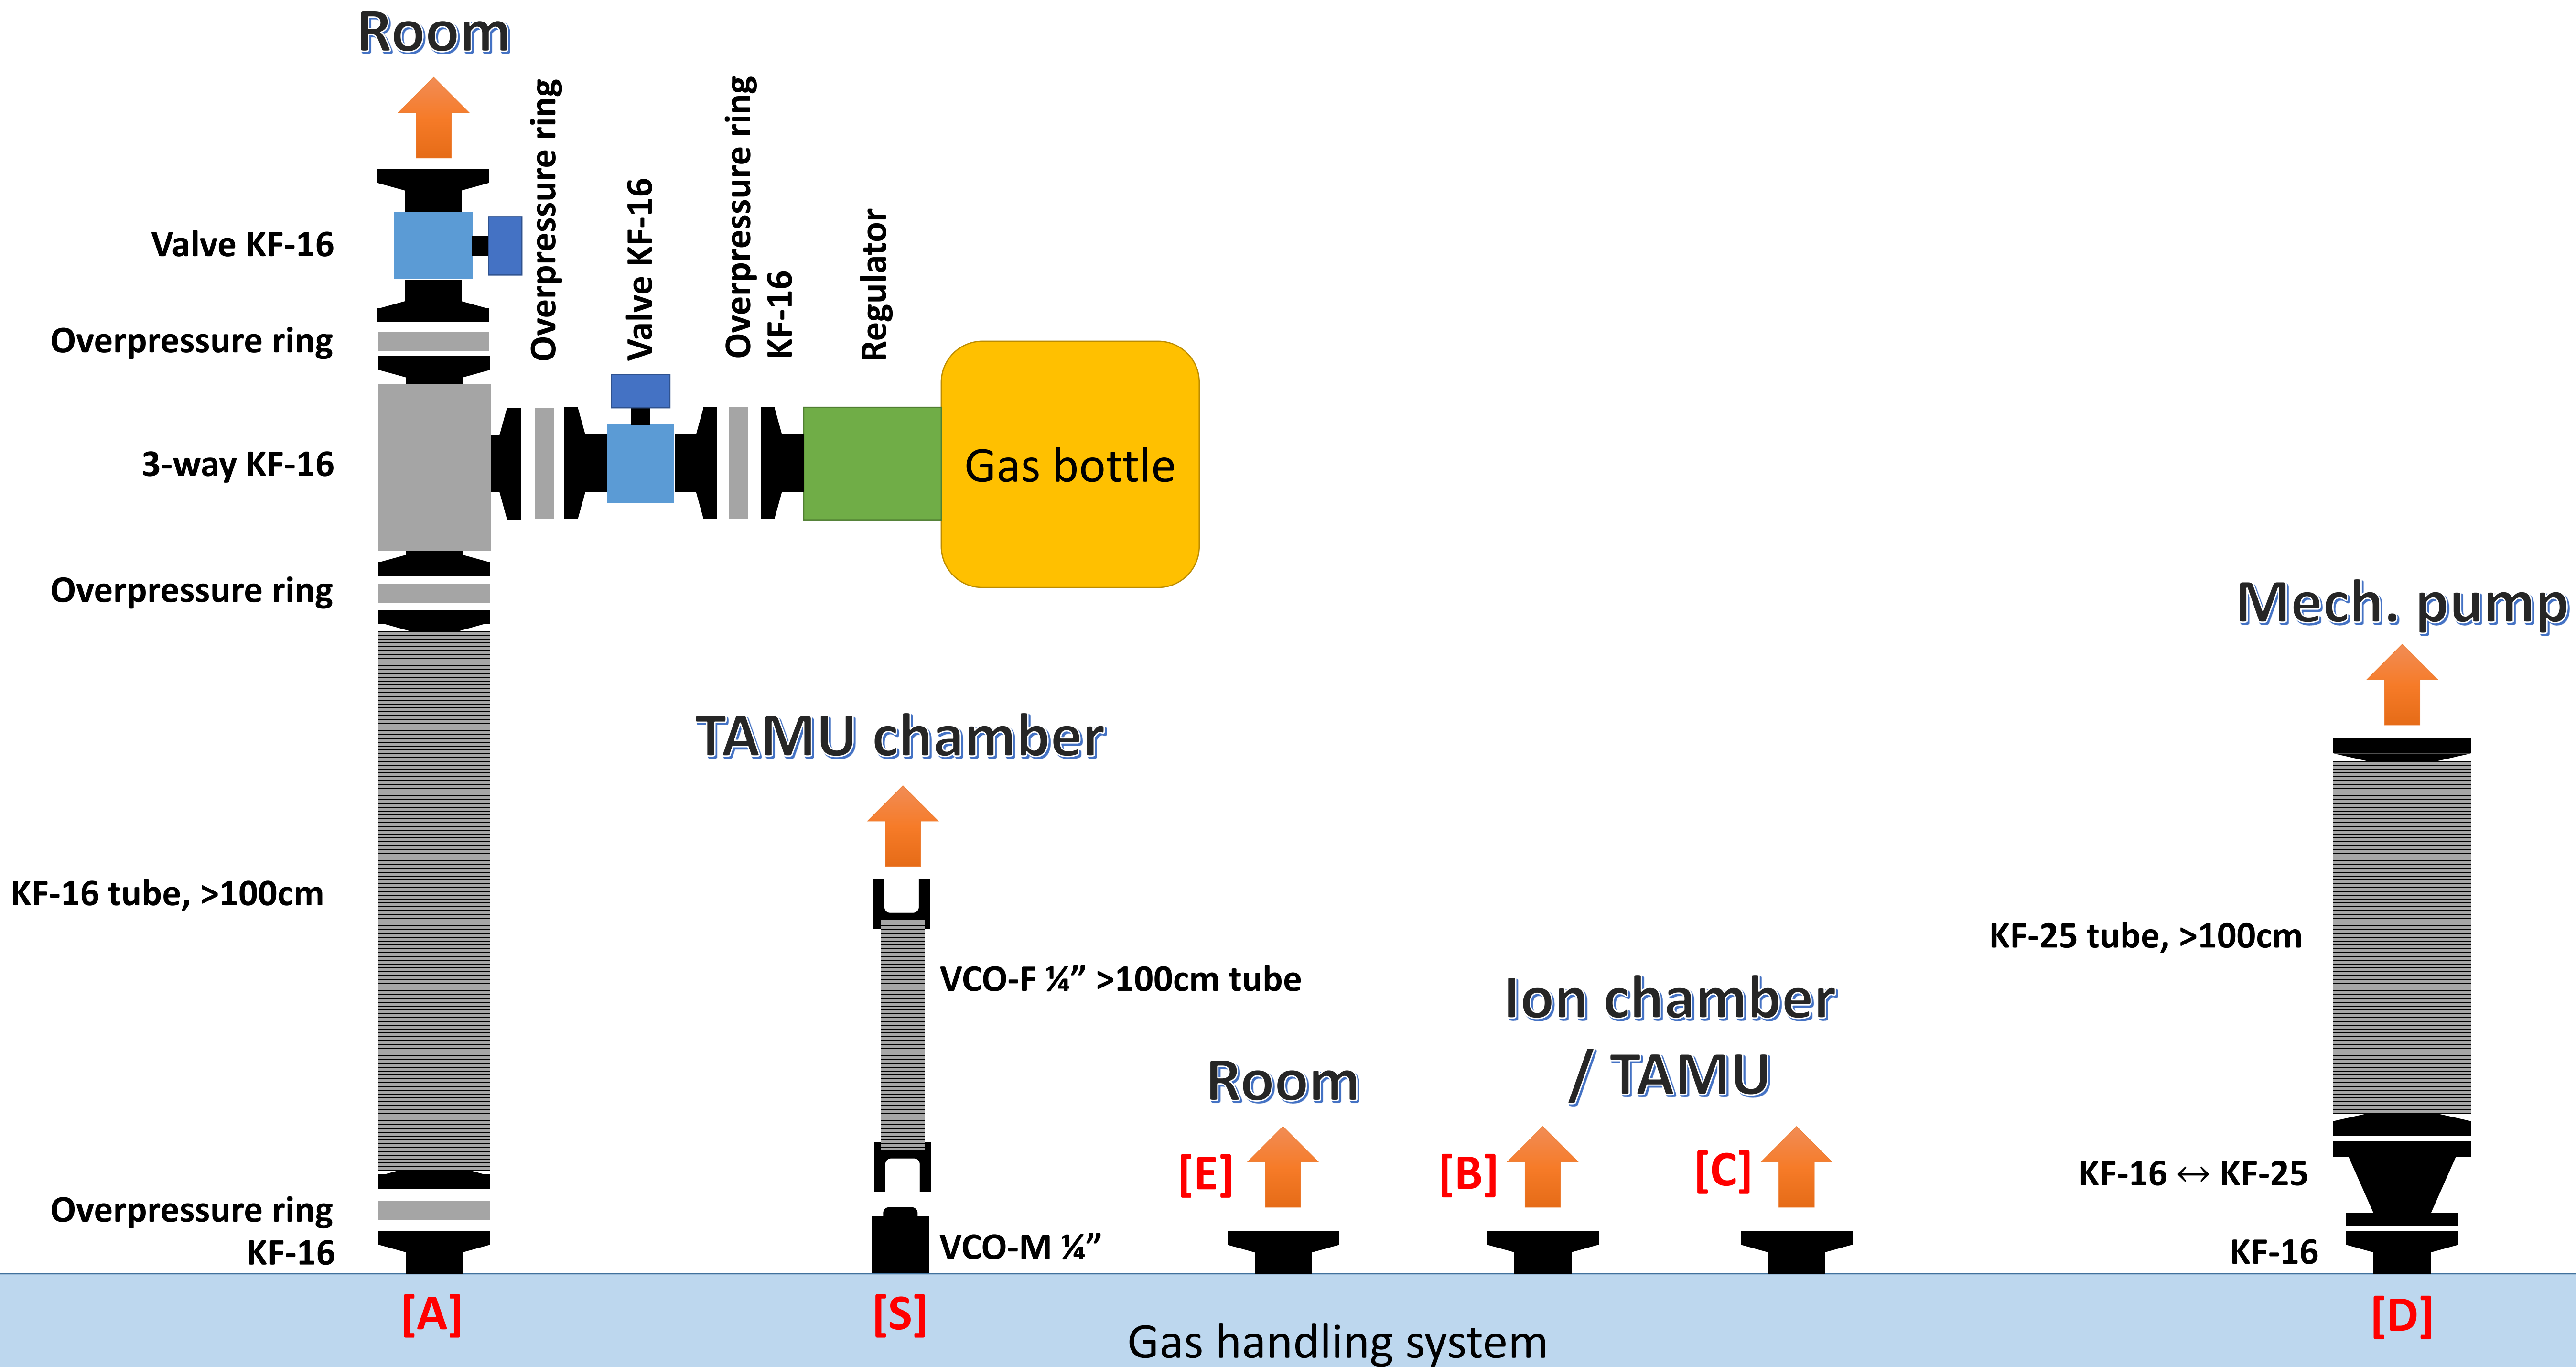 Room
Valve KF-16
Overpressure ring
3-way KF-16
Overpressure ring
KF-16 tube, >100cm
Overpressure ring
KF-16
[A]
Overpressure ring
Valve KF-16
Overpressure ring
KF-16
Regulator
Gas bottle
TAMU chamber
VCO-F ¼” >100cm tube
VCO-M ¼”
[S]
Room
[E]
Ion chamber
/ TAMU
[B]
[C]
Mech. pump
KF-25 tube, >100cm
KF-16 ↔ KF-25
KF-16
[D]
Gas handling system